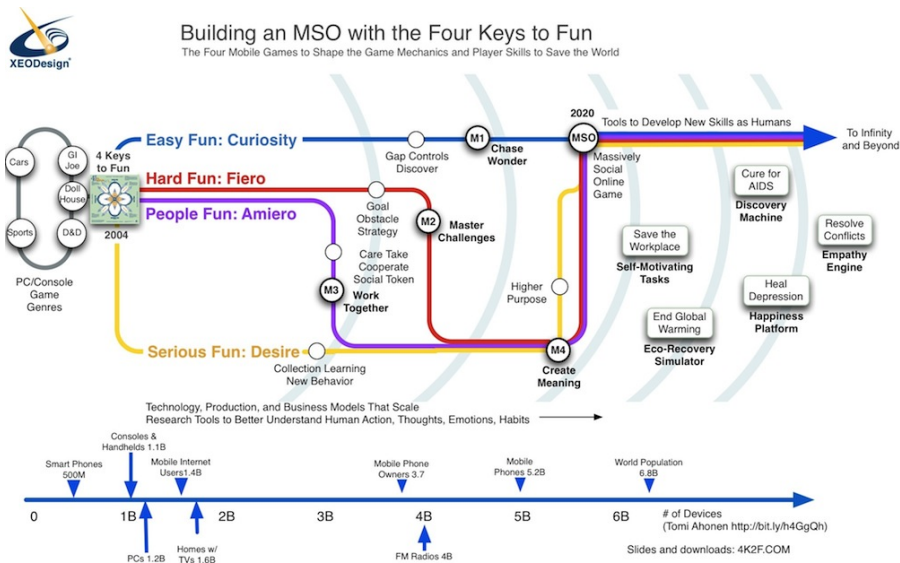 XEODesign®
Building an MSO with the Four Keys to Fun
The Four Mobile Games to Shape the Game Mechanics and Player Skills to Save the World
2020
Tools to Develop New Skills as Humans
Easy Fun: Curiosity
M1
MSO
To Infinity
and Beyond
Gap Controls
Discover
Chase
Wonder
Massively
Social
Online
Game
Cars
GI
Joe
4 Keys
to Fun
Hard Fun: Fiero
Doll
House
People Fun: Amiero
Goal
Obstacle
Strategy
M2
Master
Challenges
Cure for
AIDS
Discovery
Machine
Sports
D&D
2004
Save the
Workplace
Self-Motivating
Tasks
Resolve
Conflicts
Empathy
Engine
PC/Console
Game
Genres
Care Take
Cooperate
Social Token
M3
Work
Together
Higher
Purpose
Heal
Depression
Happiness
Platform
End Global
Warming
Eco-Recovery
Simulator
Serious Fun: Desire
M4
Create
Meaning
Collection Learning
New Behavior
Technology, Production, and Business Models That Scale
Research Tools to Better Understand Human Action, Thoughts, Emotions, Habits
Consoles &
Handhelds 1.1B
Smart Phones
500M
Mobile Internet
Users1.4B
Mobile Phone
Owners 3.7
Mobile
Phones 5.2B
World Population
6.8B
0 1B 2B 3B 4B 5B 6B
# of Devices
(Tomi Ahonen http://bit.ly/h4GgQh)
PCs 1.2B
Homes w/
TVs 1.6B
FM Radios 4B
Slides and downloads: 4K2F.COM